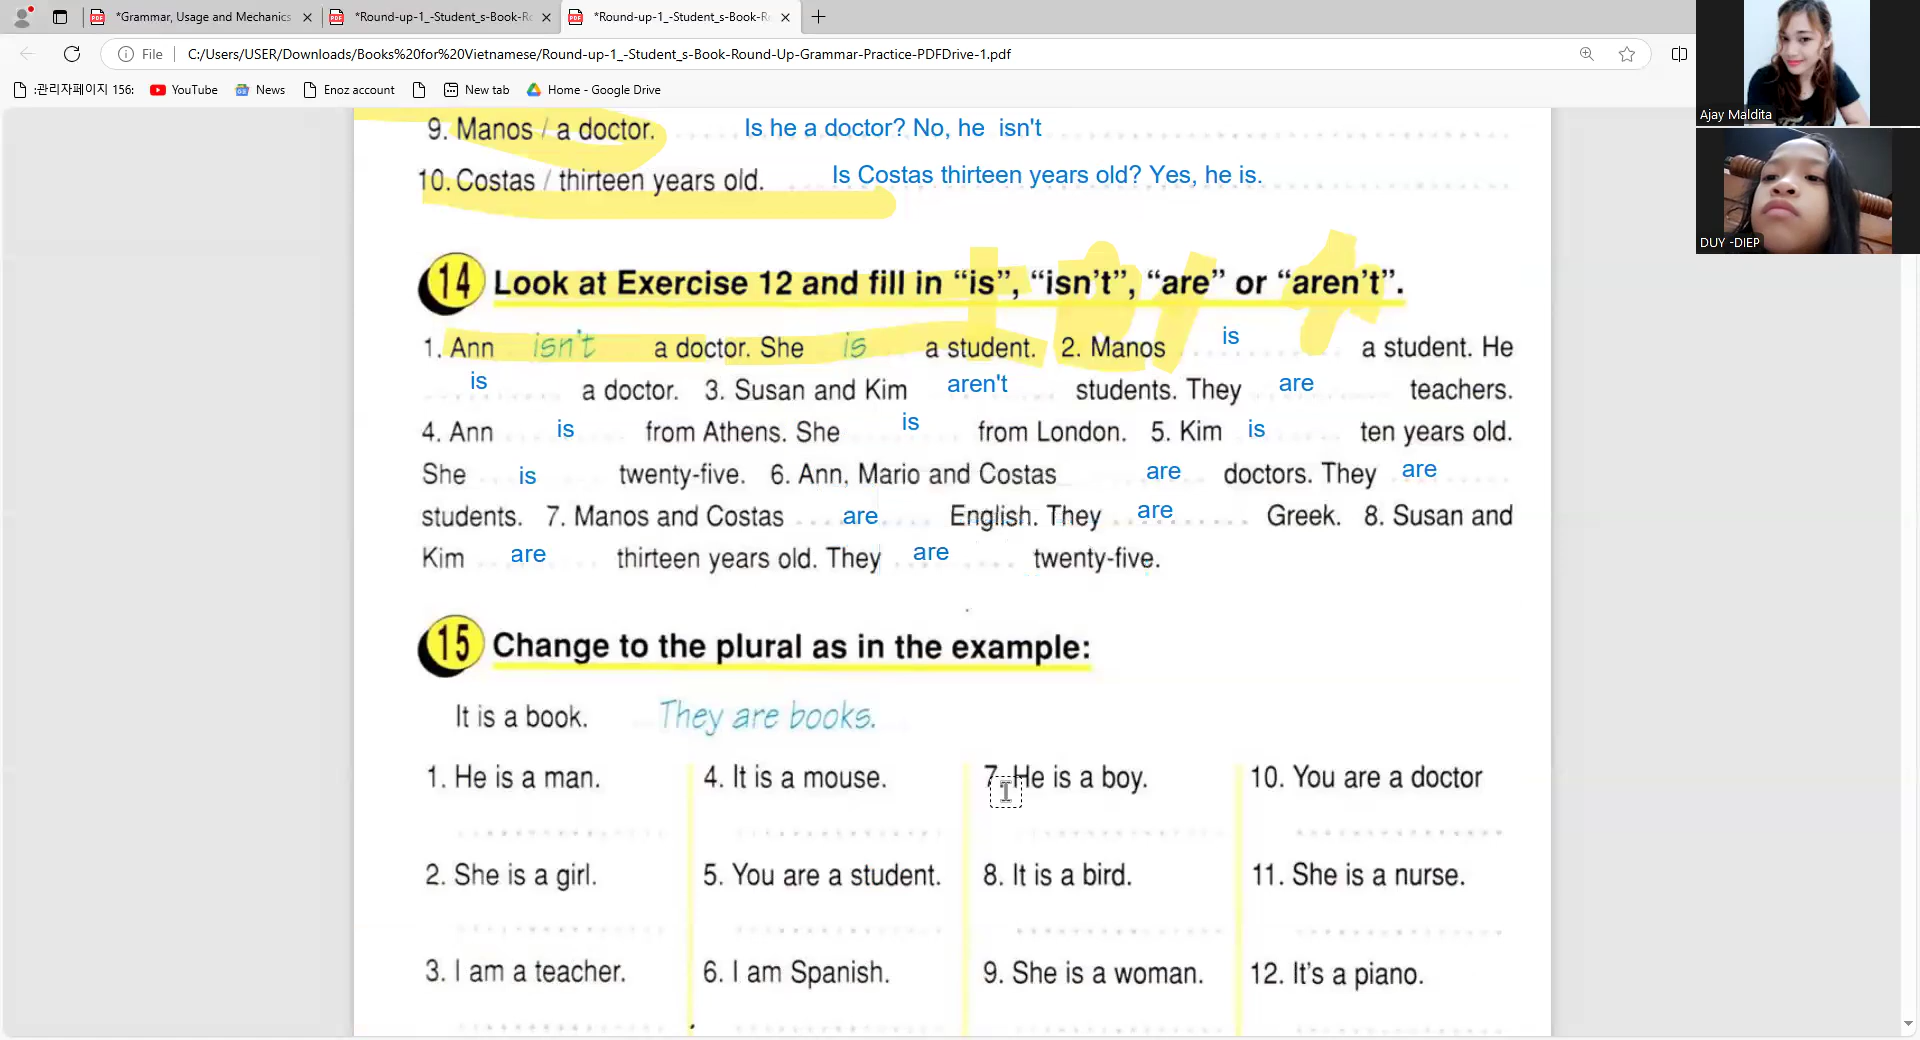 *Grammar, Usage and Mechanics
*Round-up-1_-Student_s-Book-Ro
*Round-up-1_-Student_s-Book-Ro
File C:/Users/USER/Downloads/Books%20for%20Vietnamese/Round-up-1_-Student_s-Book-Round-Up-Grammar-Practice-PDFDrive-1.pdf
:관리자페이지 156: YouTube News Enoz account New tab Home - Google Drive
Ajay Maldita
DUY -DIEP
9. Manos / a doctor. Is he a doctor? No, he isn't
10. Costas / thirteen years old. Is Costas thirteen years old? Yes, he is.
14 Look at Exercise 12 and fill in “is”, “isn’t”, “are” or “aren’t”.
1. Ann isn't a doctor. She is a student. 2. Manos is a student. He
is a doctor. 3. Susan and Kim aren't students. They are teachers.
4. Ann is from Athens. She is from London. 5. Kim is ten years old.
She is twenty-five. 6. Ann, Mario and Costas are doctors. They are
students. 7. Manos and Costas are English. They are Greek. 8. Susan and
Kim are thirteen years old. They are twenty-five.
15 Change to the plural as in the example:
It is a book. They are books.
1. He is a man. 4. It is a mouse. 7. He is a boy. 10. You are a doctor
2. She is a girl. 5. You are a student. 8. It is a bird. 11. She is a nurse.
3. I am a teacher. 6. I am Spanish. 9. She is a woman. 12. It’s a piano.